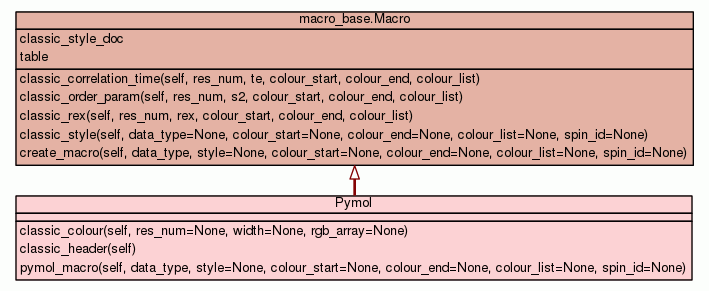 macro_base.Macro
classic_style_doc
table
classic_correlation_time(self, res_num, te, colour_start, colour_end, colour_list)
classic_order_param(self, res_num, s2, colour_start, colour_end, colour_list)
classic_rex(self, res_num, rex, colour_start, colour_end, colour_list)
classic_style(self, data_type=None, colour_start=None, colour_end=None, colour_list=None, spin_id=None)
create_macro(self, data_type, style=None, colour_start=None, colour_end=None, colour_list=None, spin_id=None)
Pymol
classic_colour(self, res_num=None, width=None, rgb_array=None)
classic_header(self)
pymol_macro(self, data_type, style=None, colour_start=None, colour_end=None, colour_list=None, spin_id=None)